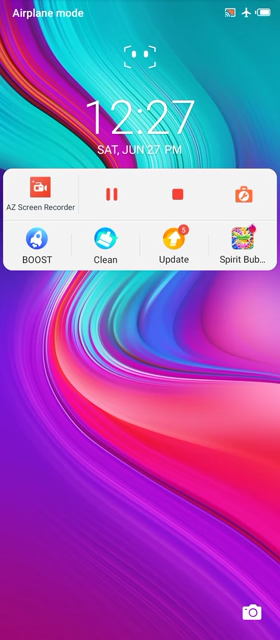 Airplane mode
12:27
SAT, JUN 27 PM
AZ Screen Recorder
BOOST
Clean
5
Update
Spirit Bub...